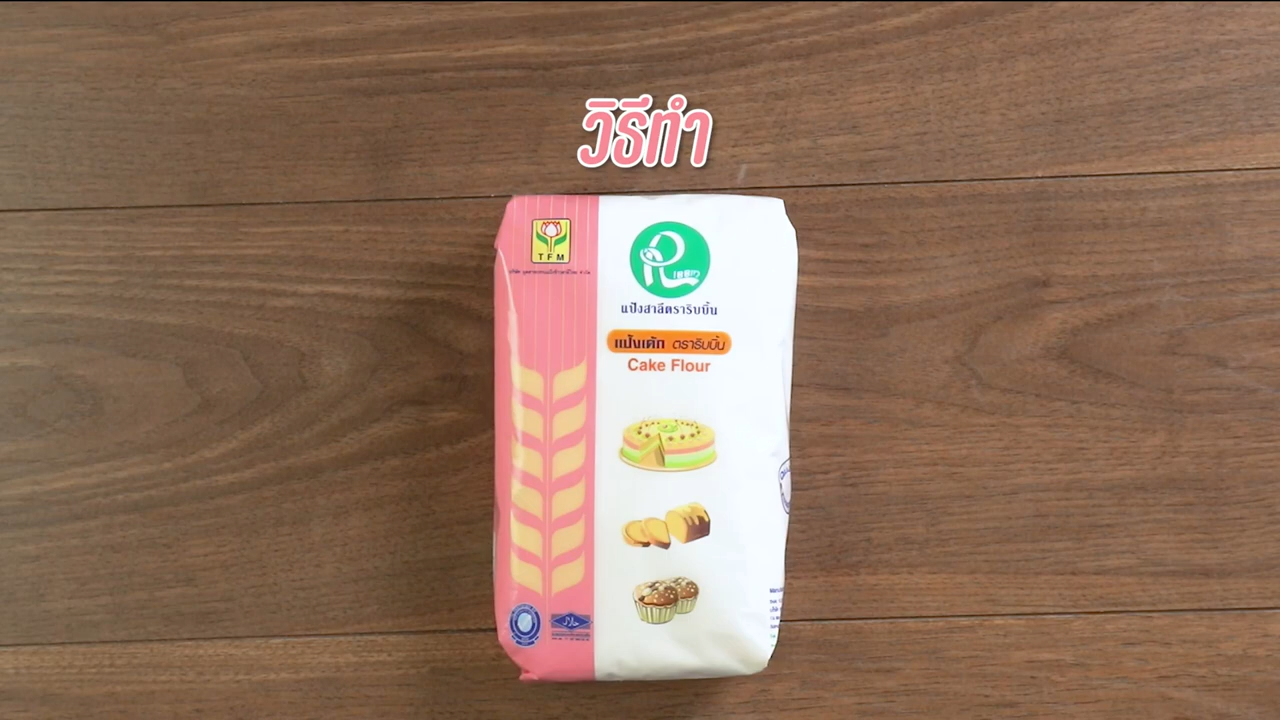 วิธีทำ
TFM
Ribbon
แป้งสาลีตราริบบิ้น
แป้งเค้ก ตราริบบิ้น
Cake Flour